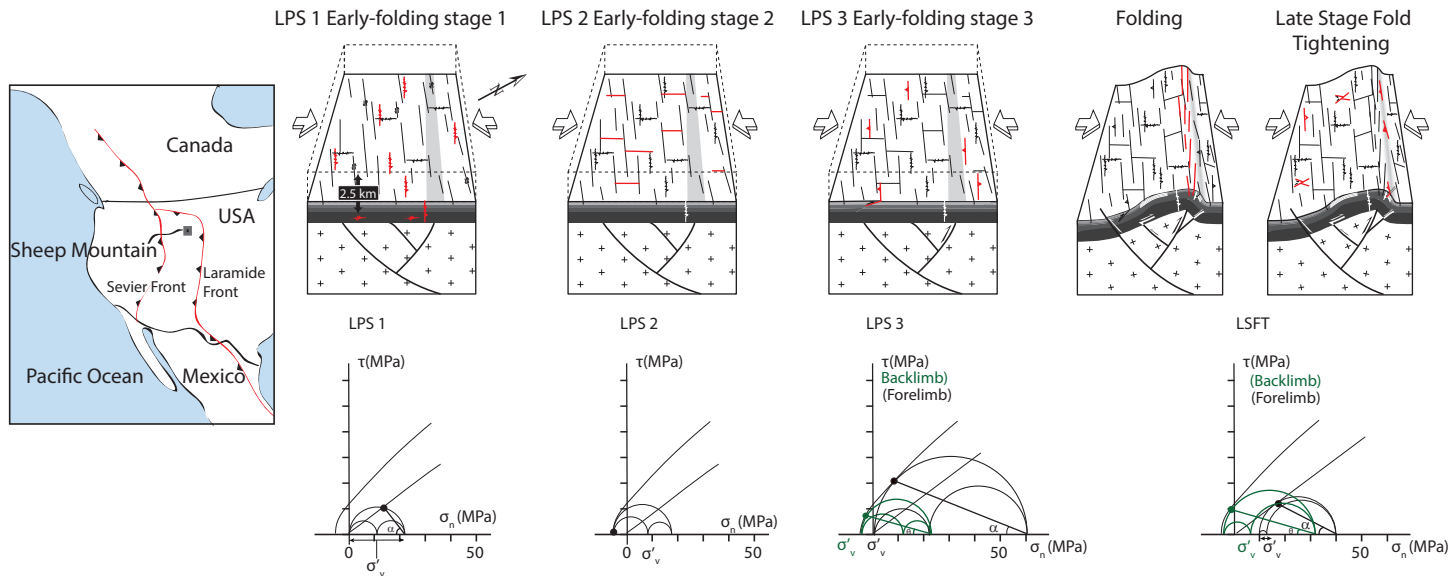 LPS 1 Early-folding stage 1
LPS 2 Early-folding stage 2
LPS 3 Early-folding stage 3
Folding
Late Stage Fold
Tightening
Canada
USA
Sheep Mountain
Sevier Front
Laramide
Front
Pacific Ocean
Mexico
N
2.5 km
LPS 1
τ(MPa)
σn (MPa)
α
0
50
σ'v
LPS 2
τ(MPa)
σn (MPa)
0
σ'v
50
LPS 3
τ(MPa)
Backlimb)
(Forelimb)
α
θ
σ'v
σ'v
50
σn (MPa)
LSFT
τ(MPa)
(Backlimb)
(Forelimb)
α
θ
σ'v
σ'v
50
σn (MPa)